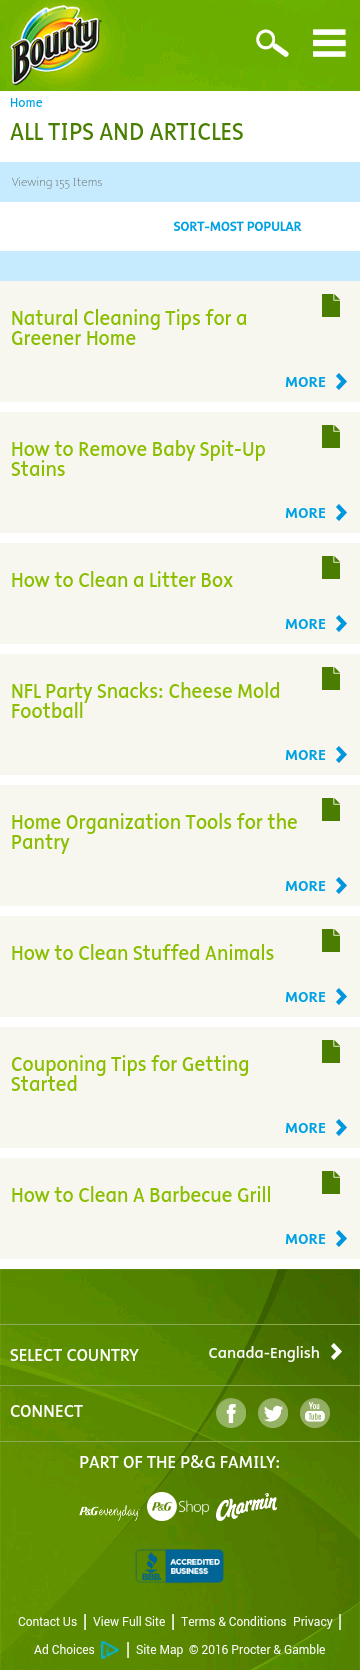 Bounty
Home
ALL TIPS AND ARTICLES
Viewing 155 Items
SORT-MOST POPULAR
Natural Cleaning Tips for a
Greener Home
MORE
How to Remove Baby Spit-Up
Stains
MORE
How to Clean a Litter Box
MORE
NFL Party Snacks: Cheese Mold
Football
MORE
Home Organization Tools for the
Pantry
MORE
How to Clean Stuffed Animals
MORE
Couponing Tips for Getting
Started
MORE
How to Clean A Barbecue Grill
MORE
SELECT COUNTRY Canada-English
CONNECT f You Tube
PART OF THE P&G FAMILY:
P&G everyday P&G Shop Charmin
BBB. ACCREDITED
BUSINESS
Contact Us | View Full Site | Terms & Conditions Privacy |
Ad Choices | Site Map © 2016 Procter & Gamble